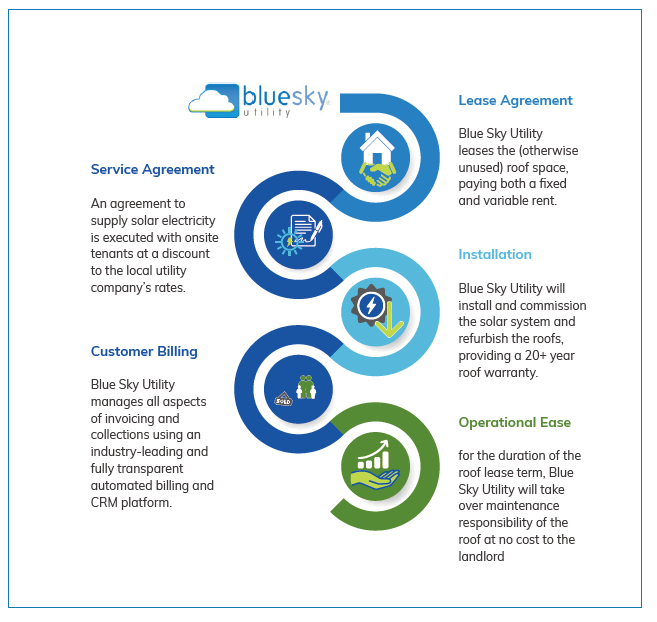 bluesky
utility
Lease Agreement
Blue Sky Utility
leases the (otherwise
unused) roof space,
paying both a fixed
and variable rent.
Service Agreement
An agreement to
supply solar electricity
is executed with onsite
tenants at a discount
to the local utility
company's rates.
Installation
Blue Sky Utility will
install and commission
the solar system and
refurbish the roofs,
providing a 20+ year
roof warranty.
Customer Billing
Blue Sky Utility
manages all aspects
of invoicing and
collections using an
industry-leading and
fully transparent
automated billing and
CRM platform.
SOLD
Operational Ease
for the duration of the
roof lease term, Blue
Sky Utility will take
over maintenance
responsibility of the
roof at no cost to the
landlord